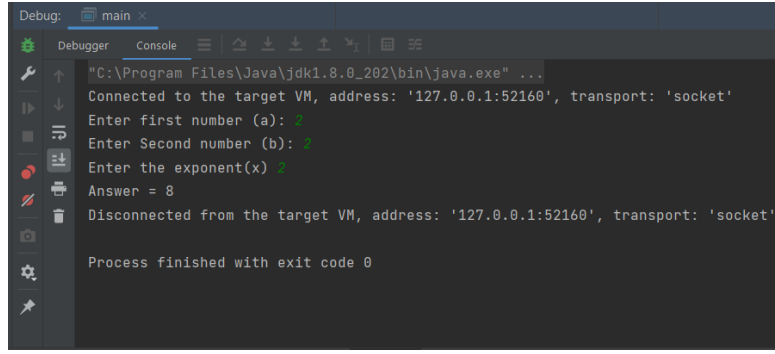 Debug: main
Debugger Console
"C:\Program Files\Java\jdk1.8.0_202\bin\java.exe" ...
Connected to the target VM, address: '127.0.0.1:52160', transport: 'socket'
Enter first number (a): 2
Enter Second number (b): 2
Enter the exponent(x) 2
Answer = 8
Disconnected from the target VM, address: '127.0.0.1:52160', transport: 'socket'
Process finished with exit code 0